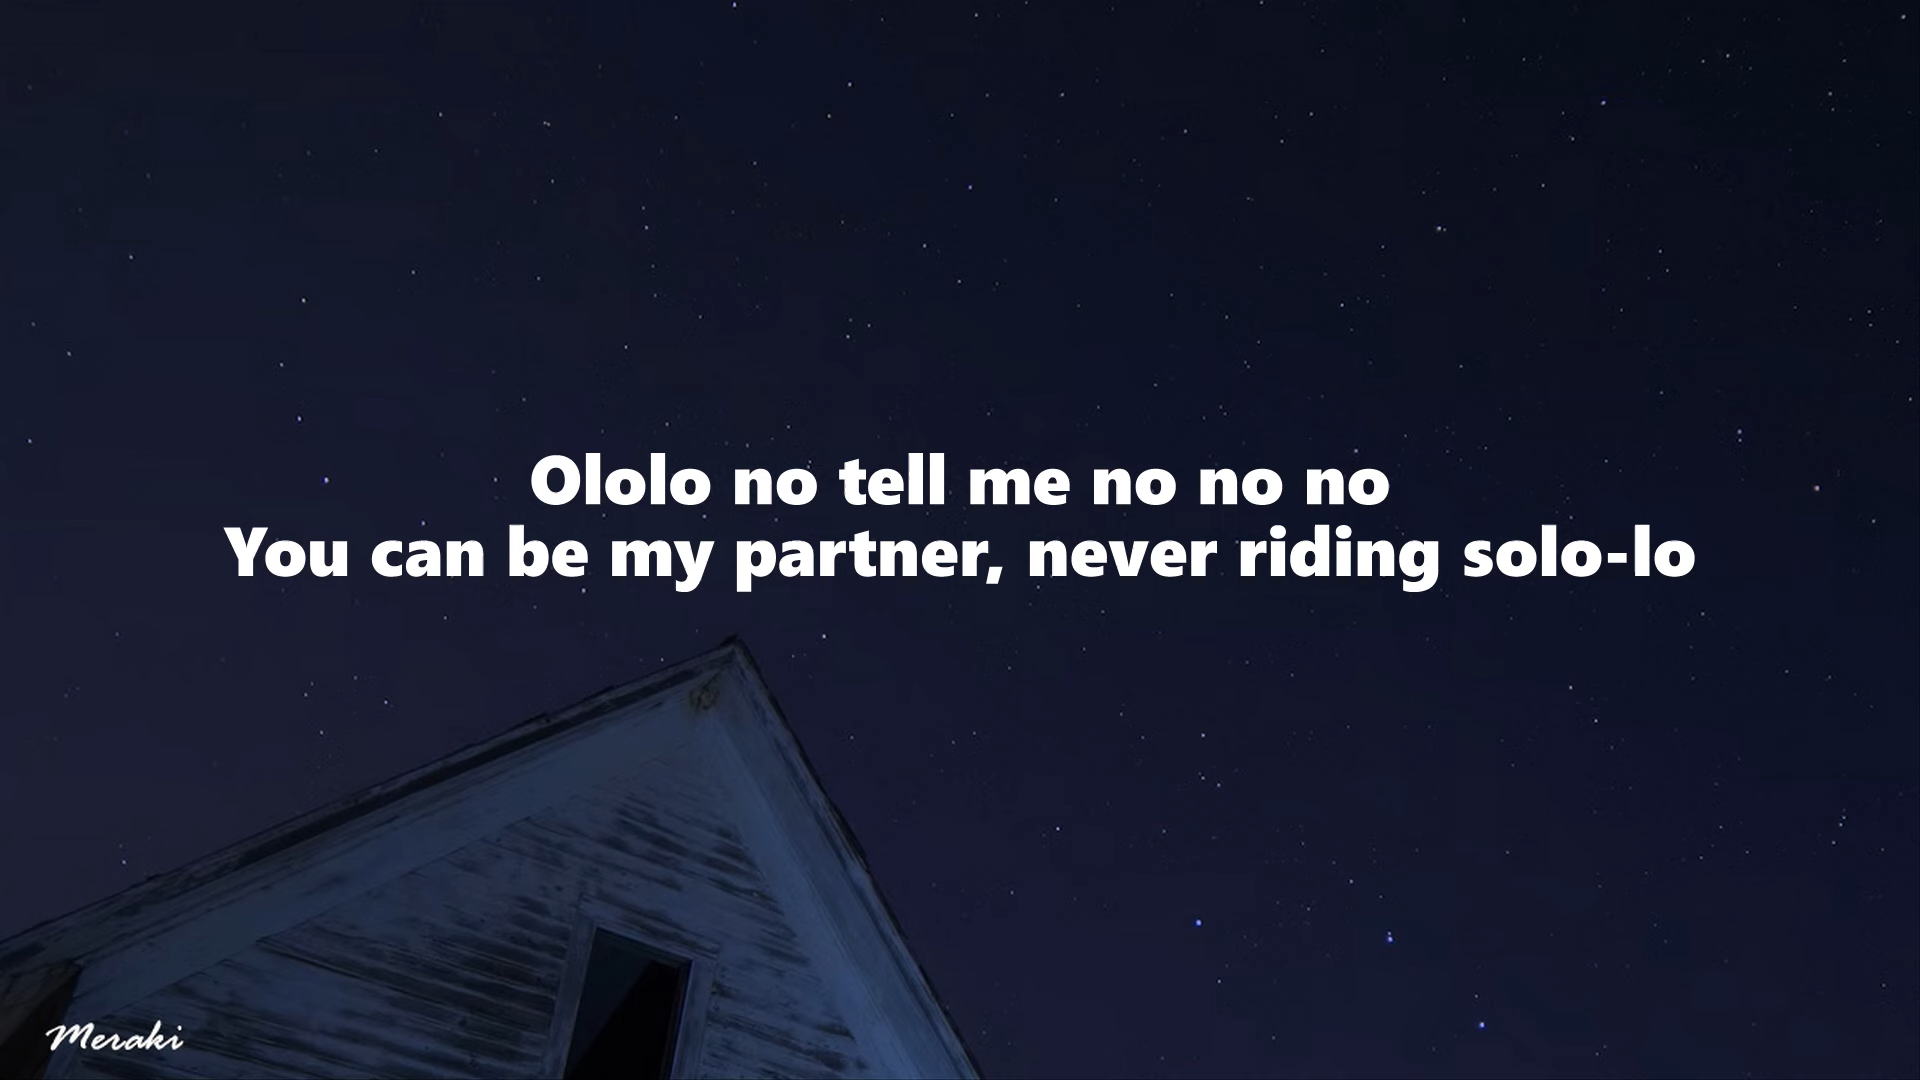 Ololo no tell me no no no
You can be my partner, never riding solo-lo
Meraki